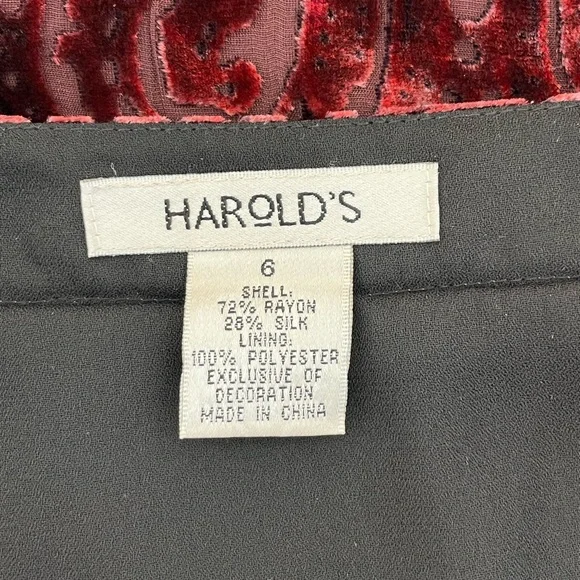 HAROLD'S
6
SHELL:
72% RAYON
28% SILK
LINING:
100% POLYESTER
EXCLUSIVE OF
DECORATION
MADE IN CHINA